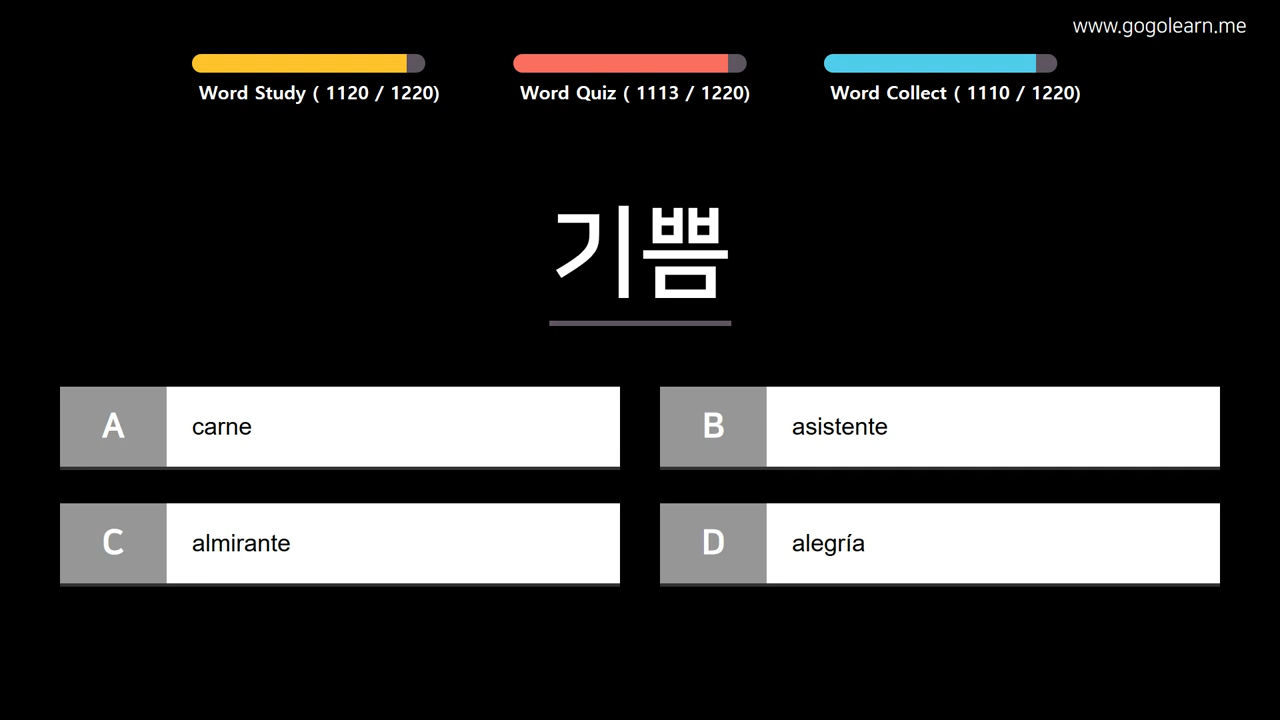 www.gogolearn.me
Word Study ( 1120 / 1220)
Word Quiz ( 1113 / 1220)
Word Collect ( 1110 / 1220)
기쁨
A carne
B asistente
C almirante
D alegría